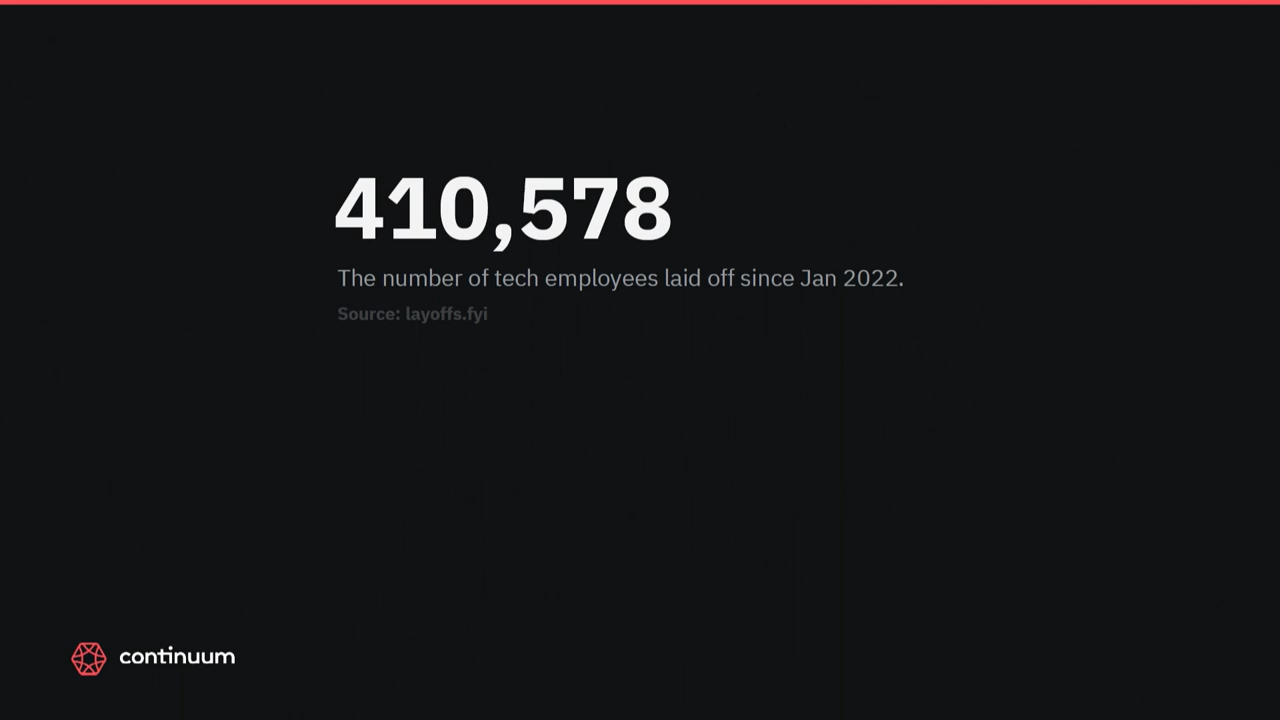 410,578
The number of tech employees laid off since Jan 2022.
Source: layoffs.fyi
continuum